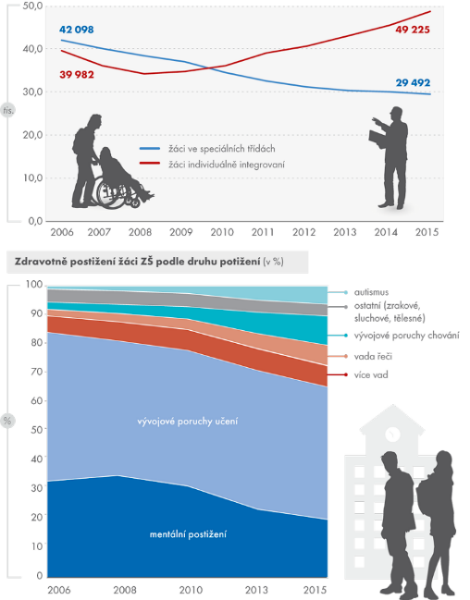 50,0
42 098
40,0
39 982
49 225
30,0
29 492
tis.
20,0
žáci ve speciálních třídách
žáci individuálně integrovaní
10,0
0,0
2006 2007 2008 2009 2010 2011 2012 2013 2014 2015
Zdravotně postižení žáci ZŠ podle druhu potižení (v %)
100
autismus
90
ostatní (zrakové,
sluchové, tělesné)
vývojové poruchy chování
80
vada řeči
více vad
70
60
vývojové poruchy učení
%
50
40
30
20
mentální postižení
10
0
2006 2008 2010 2013 2015